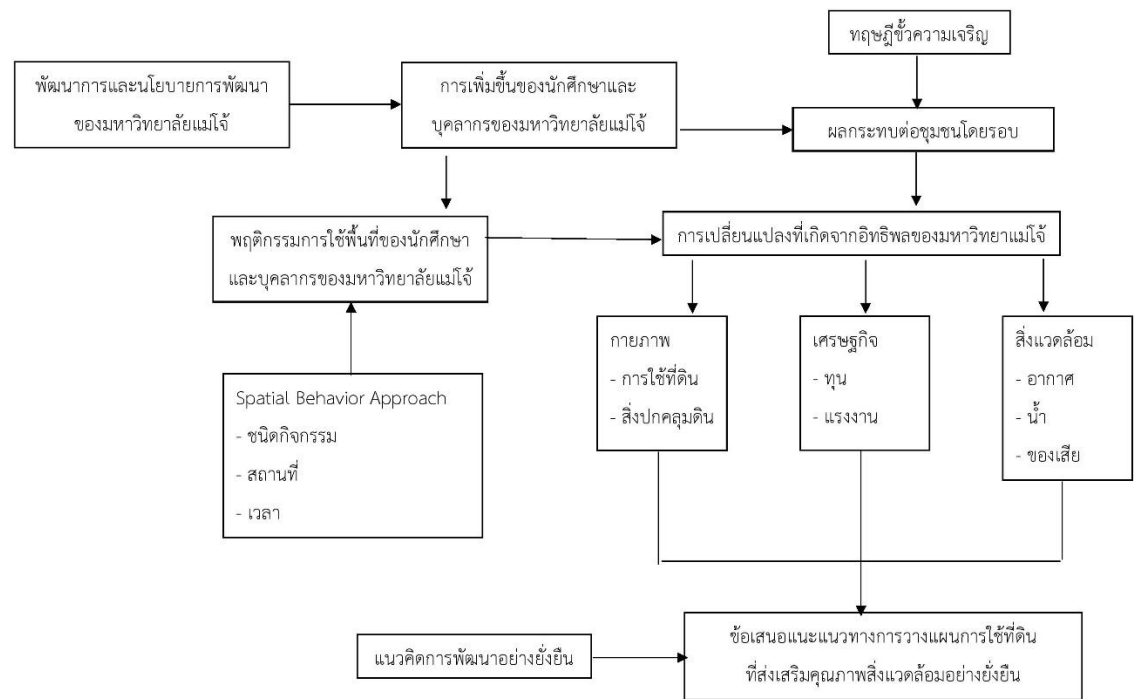 ทฤษฎีขั้วความเจริญ
พัฒนาการและนโยบายการพัฒนา
ของมหาวิทยาลัยแม่โจ้
การเพิ่มขึ้นของนักศึกษาและ
บุคลากรของมหาวิทยาลัยแม่โจ้
ผลกระทบต่อชุมชนโดยรอบ
พฤติกรรมการใช้พื้นที่ของนักศึกษา
และบุคลากรของมหาวิทยาลัยแม่โจ้
การเปลี่ยนแปลงที่เกิดจากอิทธิพลของมหาวิทยาแม่โจ้
กายภาพ
- การใช้ที่ดิน
- สิ่งปกคลุมดิน
เศรษฐกิจ
- ทุน
- แรงงาน
สิ่งแวดล้อม
- อากาศ
- น้ำ
- ของเสีย
Spatial Behavior Approach
- ชนิดกิจกรรม
- สถานที่
- เวลา
แนวคิดการพัฒนาอย่างยั่งยืน
ข้อเสนอแนะแนวทางการวางแผนการใช้ที่ดิน
ที่ส่งเสริมคุณภาพสิ่งแวดล้อมอย่างยั่งยืน